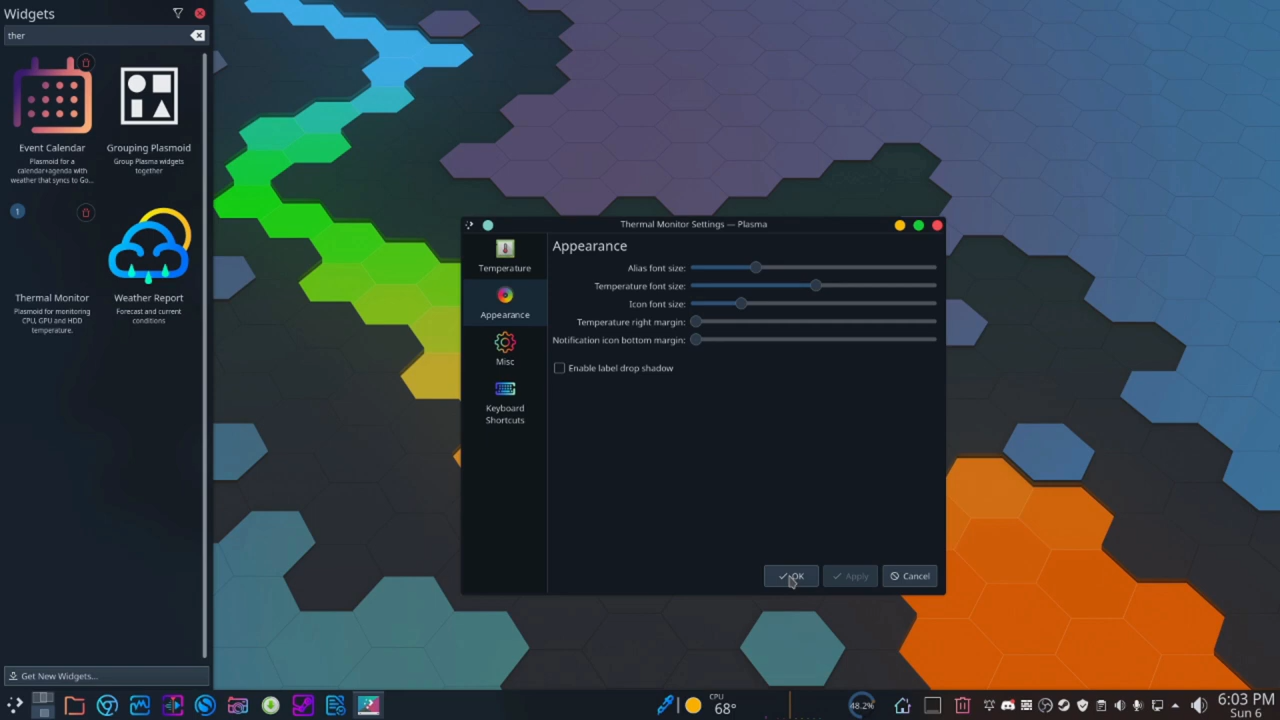 Widgets
ther
Event Calendar
Plasmoid for a
calendar+agenda with
weather that syncs to Go...
Grouping Plasmoid
Group Plasma widgets
together
1
Thermal Monitor
Plasmoid for monitoring
CPU, GPU and HDD
temperature.
Weather Report
Forecast and current
conditions
Get New Widgets...
Thermal Monitor Settings — Plasma
Temperature
Appearance
Misc
Keyboard
Shortcuts
Appearance
Alias font size:
Temperature font size:
Icon font size:
Temperature right margin:
Notification icon bottom margin:
Enable label drop shadow
OK
Apply
Cancel
CPU
68°
48.2%
6:03 PM
Sun 6